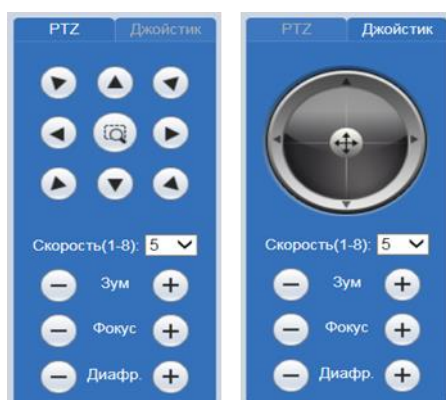 PTZ Джойстик
Скорость(1-8): 5
Зум
Фокус
Диафр.
PTZ Джойстик
Скорость(1-8): 5
Зум
Фокус
Диафр.